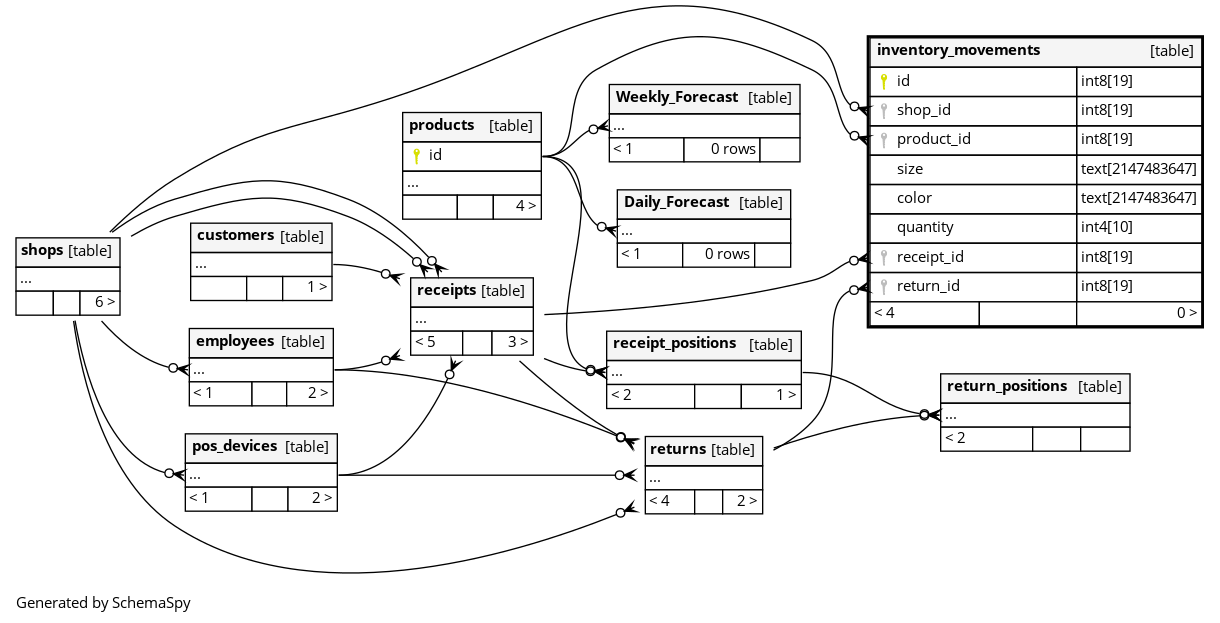 inventory_movements [table]
id int8[19]
shop_id int8[19]
product_id int8[19]
size text[2147483647]
color text[2147483647]
quantity int4[10]
receipt_id int8[19]
return_id int8[19]
< 4 0 >
Weekly_Forecast [table]
...
< 1 0 rows
products [table]
id
...
4 >
Daily_Forecast [table]
...
< 1 0 rows
customers [table]
...
1 >
shops [table]
...
6 >
receipts [table]
...
< 5 3 >
employees [table]
...
< 1 2 >
receipt_positions [table]
...
< 2 1 >
return_positions [table]
...
< 2
pos_devices [table]
...
< 1 2 >
returns [table]
...
< 4 2 >
Generated by SchemaSpy